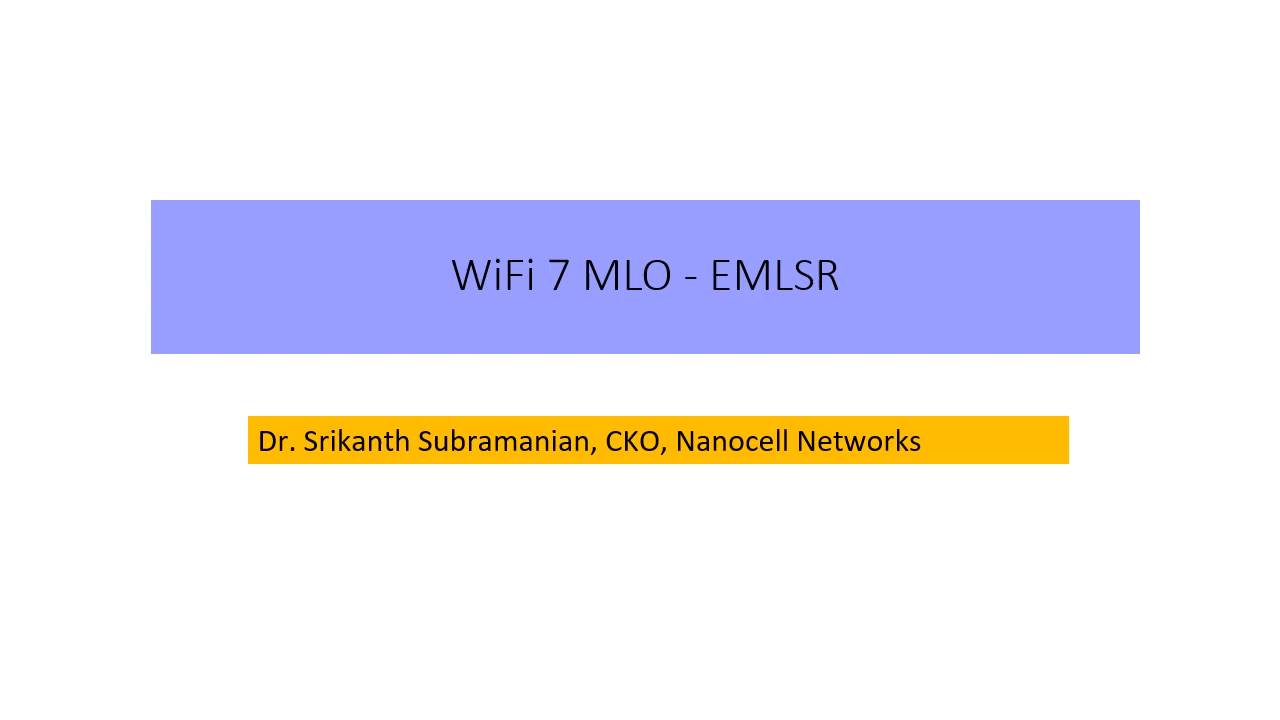 WiFi 7 MLO - EMLSR
Dr. Srikanth Subramanian, CKO, Nanocell Networks